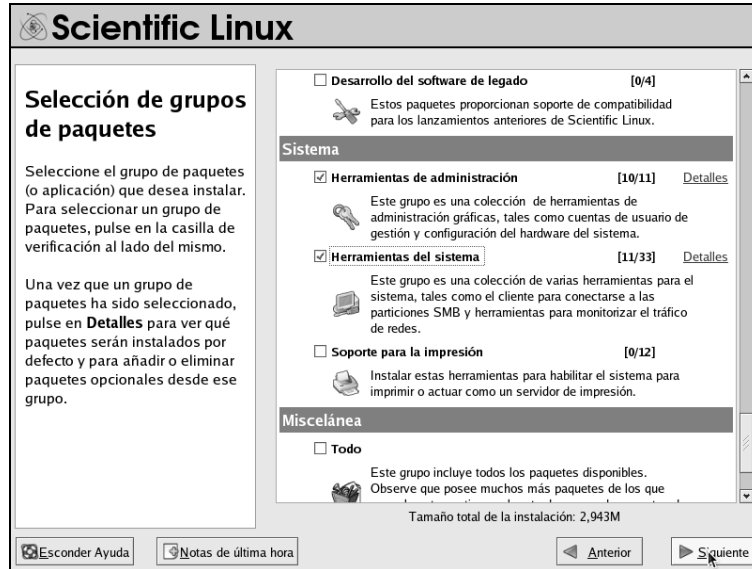 Scientific Linux
Selección de grupos
de paquetes
Seleccione el grupo de paquetes
(o aplicación) que desea instalar.
Para seleccionar un grupo de
paquetes, pulse en la casilla de
verificación al lado del mismo.
Una vez que un grupo de
paquetes ha sido seleccionado,
pulse en Detalles para ver qué
paquetes serán instalados por
defecto y para añadir o eliminar
paquetes opcionales desde ese
grupo.
Desarrollo del software de legado [0/4]
Estos paquetes proporcionan soporte de compatibilidad
para los lanzamientos anteriores de Scientific Linux.
Sistema
Herramientas de administración [10/11] Detalles
Este grupo es una colección de herramientas de
administración gráficas, tales como cuentas de usuario de
gestión y configuración del hardware del sistema.
Herramientas del sistema [11/33] Detalles
Este grupo es una colección de varias herramientas para el
sistema, tales como el cliente para conectarse a las
particiones SMB y herramientas para monitorizar el tráfico
de redes.
Soporte para la impresión [0/12]
Instalar estas herramientas para habilitar el sistema para
imprimir o actuar como un servidor de impresión.
Miscelánea
Todo
Este grupo incluye todos los paquetes disponibles.
Observe que posee muchos más paquetes de los que
Tamaño total de la instalación: 2,943M
Esconder Ayuda
Notas de última hora
Anterior
Siguiente